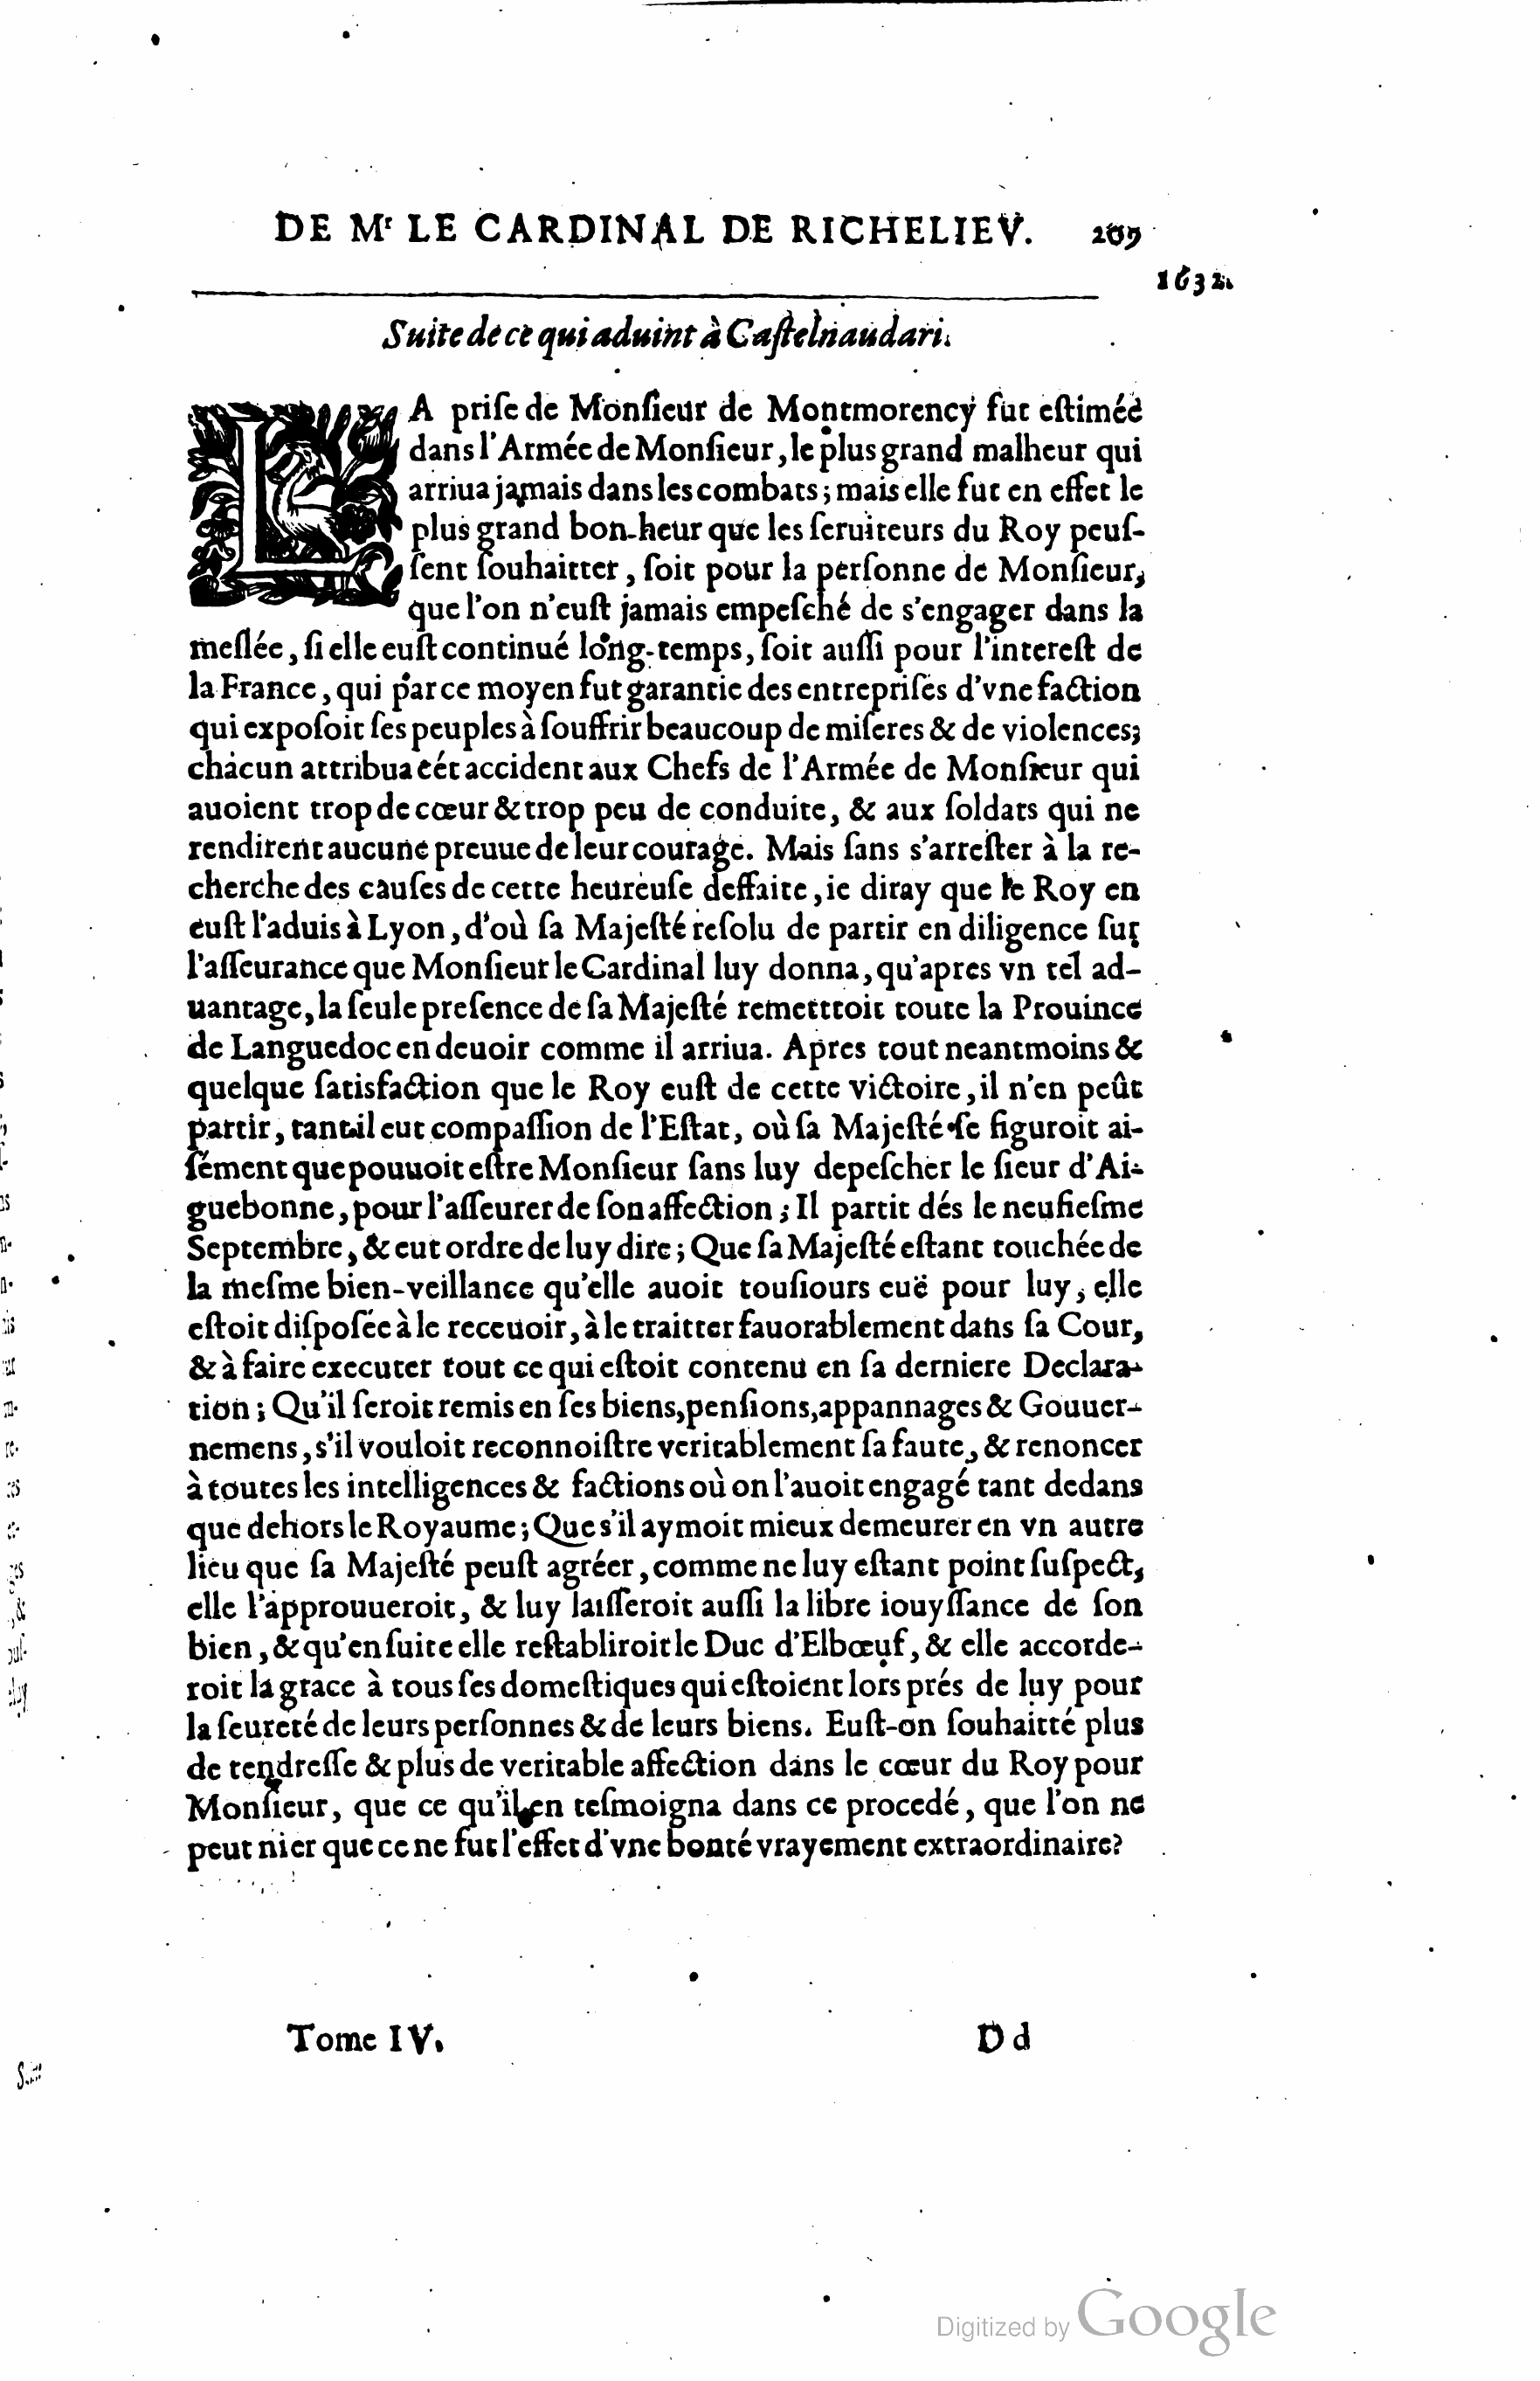 DE Mr LE CARDINAL DE RICHELIEV. 209
1632.
Suite de ce qui aduint à Caſtelnaudari.
LA priſe de Monſieur de Montmorency fut eſtimée
dans l'Armée de Monſieur, le plus grand malheur qui
arriua jamais dans les combats; mais elle fut en effet le
plus grand bon-heur que les ſeruiteurs du Roy peuſ-
ſent ſouhaitter, ſoit pour la perſonne de Monſieur,
que l'on n'euſt jamais empeſché de s'engager dans la
meſlée, ſi elle euſt continué long-temps, ſoit auſſi pour l'intereſt de
la France, qui par ce moyen fut garantie des entrepriſes d'vne faction
qui expoſoit ſes peuples à ſouffrir beaucoup de miſeres & de violences;
chacun attribua cét accident aux Chefs de l'Armée de Monſieur qui
auoient trop de cœur & trop peu de conduite, & aux ſoldats qui ne
rendirent aucune preuue de leur courage. Mais ſans s'arreſter à la re-
cherche des cauſes de cette heureuſe deffaite, ie diray que le Roy en
euſt l'aduis à Lyon, d'où ſa Majeſté reſolu de partir en diligence ſur
l'aſſeurance que Monſieur le Cardinal luy donna, qu'apres vn tel ad-
uantage, la ſeule preſence de ſa Majeſté remetttoit toute la Prouince
de Languedoc en deuoir comme il arriua. Apres tout neantmoins &
quelque ſatisfaction que le Roy euſt de cette victoire, il n'en peût
partir, tant il eut compaſſion de l'Eſtat, où ſa Majeſté ſe figuroit ai-
ſément que pouuoit eſtre Monſieur ſans luy depeſcher le ſieur d'Ai-
guebonne, pour l'aſſeurer de ſon affection; Il partit dés le neufieſme
Septembre, & eut ordre de luy dire; Que ſa Majeſté eſtant touchée de
la meſme bien-veillance qu'elle auoit touſiours euë pour luy, elle
eſtoit diſpoſée à le receuoir, à le traitter fauorablement dans ſa Cour,
& à faire executer tout ce qui eſtoit contenu en ſa derniere Declara-
tion; Qu'il ſeroit remis en ſes biens, penſions, appannages & Gouuer-
nemens, s'il vouloit reconnoiſtre veritablement ſa faute, & renoncer
à toutes les intelligences & factions où on l'auoit engagé tant dedans
que dehors le Royaume; Que s'il aymoit mieux demeurer en vn autre
lieu que ſa Majeſté peuſt agréer, comme ne luy eſtant point ſuſpect,
elle l'approuueroit, & luy laiſſeroit auſſi la libre iouyſſance de ſon
bien, & qu'en ſuite elle reſtabliroit le Duc d'Elbœuf, & elle accorde-
roit la grace à tous ſes domeſtiques qui eſtoient lors prés de luy pour
la ſeureté de leurs perſonnes & de leurs biens. Euſt-on ſouhaitté plus
de tendreſſe & plus de veritable affection dans le cœur du Roy pour
Monſieur, que ce qu'il en teſmoigna dans ce procedé, que l'on ne
peut nier que ce ne fut l'effet d'vne bonté vrayement extraordinaire?
Tome IV. Dd
Digitized by Google